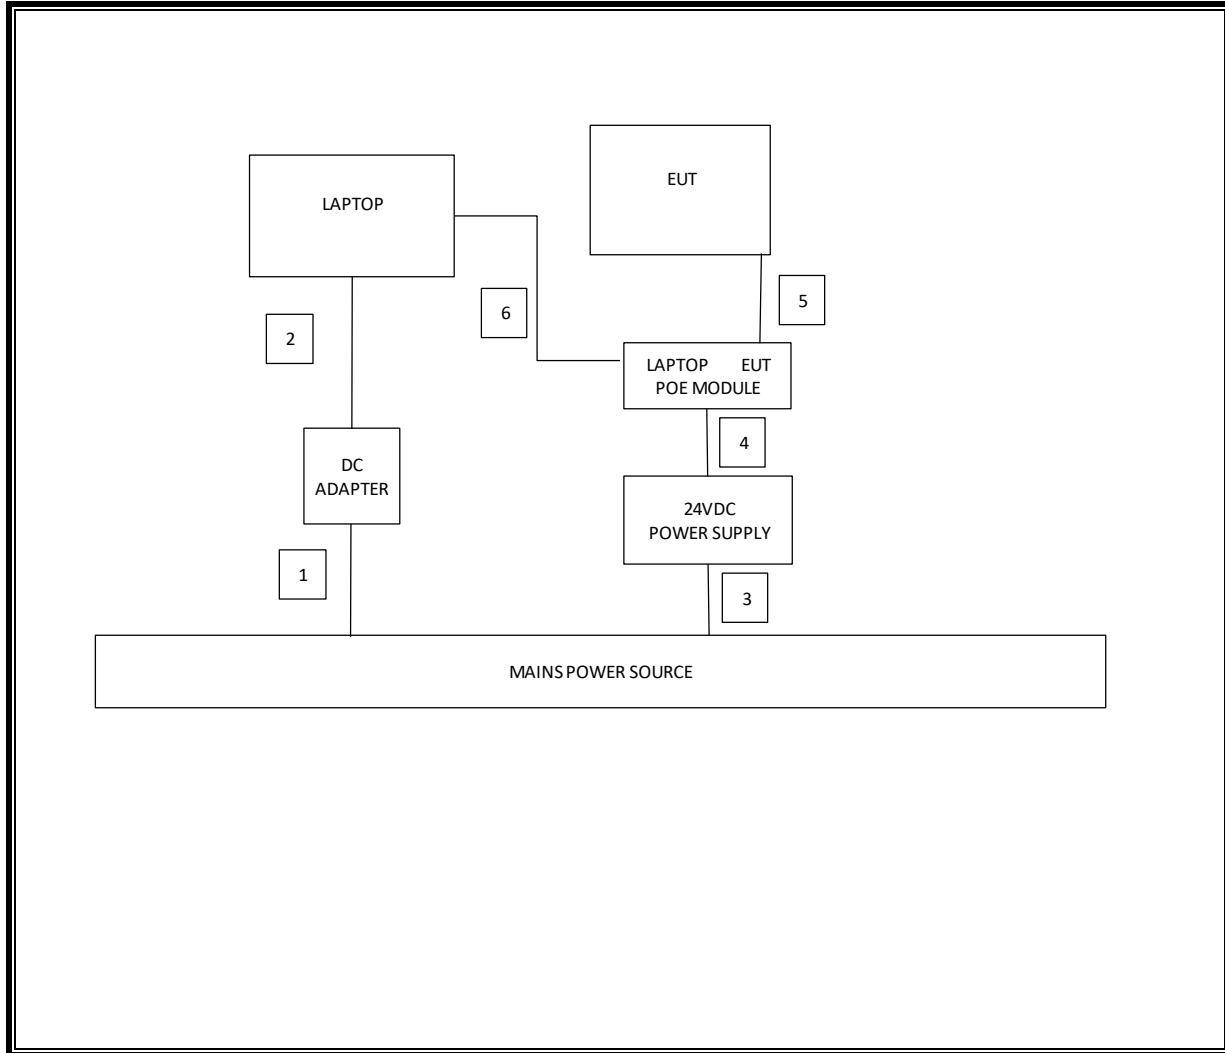 EUT
LAPTOP
5
6
2
LAPTOP EUT
POE MODULE
4
DC
ADAPTER
24VDC
POWER SUPPLY
1
3
MAINS POWER SOURCE